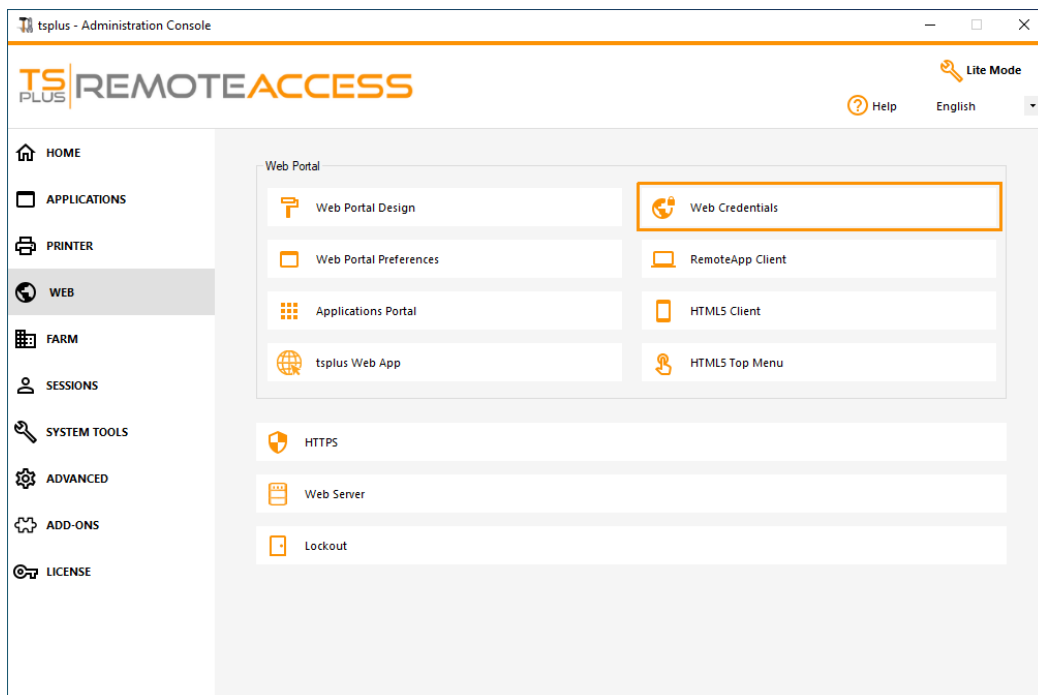 tsplus - Administration Console
TS PLUS REMOTEACCESS
Lite Mode
Help
English
HOME
APPLICATIONS
PRINTER
WEB
FARM
SESSIONS
SYSTEM TOOLS
ADVANCED
ADD-ONS
LICENSE
Web Portal
Web Portal Design
Web Credentials
Web Portal Preferences
RemoteApp Client
Applications Portal
HTML5 Client
tsplus Web App
HTML5 Top Menu
HTTPS
Web Server
Lockout